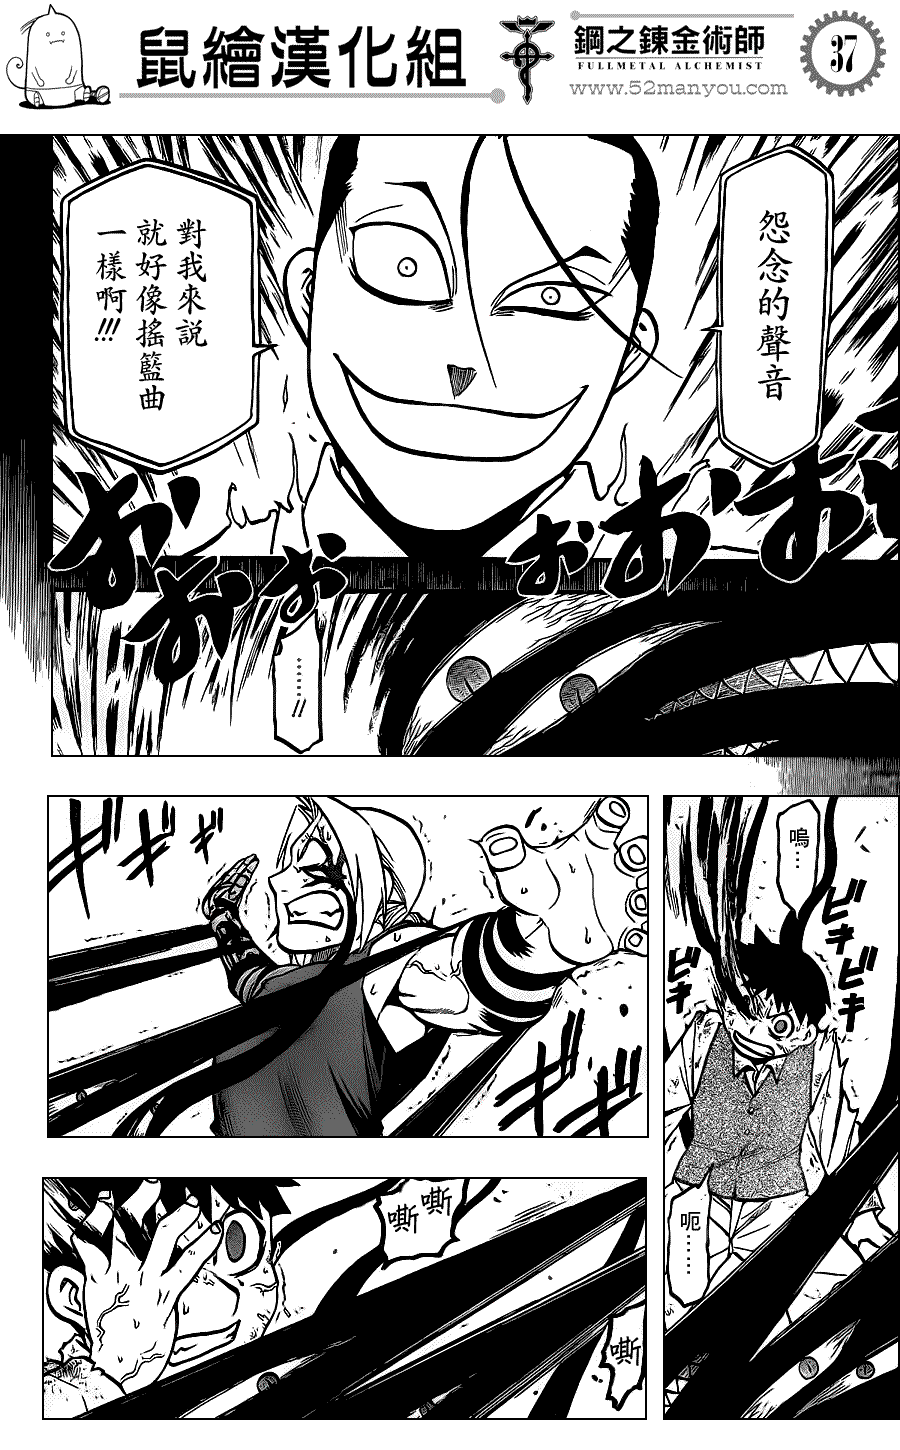 鼠繪漢化組
鋼之鍊金術師
FULLMETAL ALCHEMIST
www.52manyou.com
37
怨念的聲音
對我來說
就好像搖籃曲
一樣啊!!!
おおおおお
おおお
……!!
嗚…
ビキ
ビキ
ビキ
ギギ
ギギ
呃……
嘶
嘶
嘶